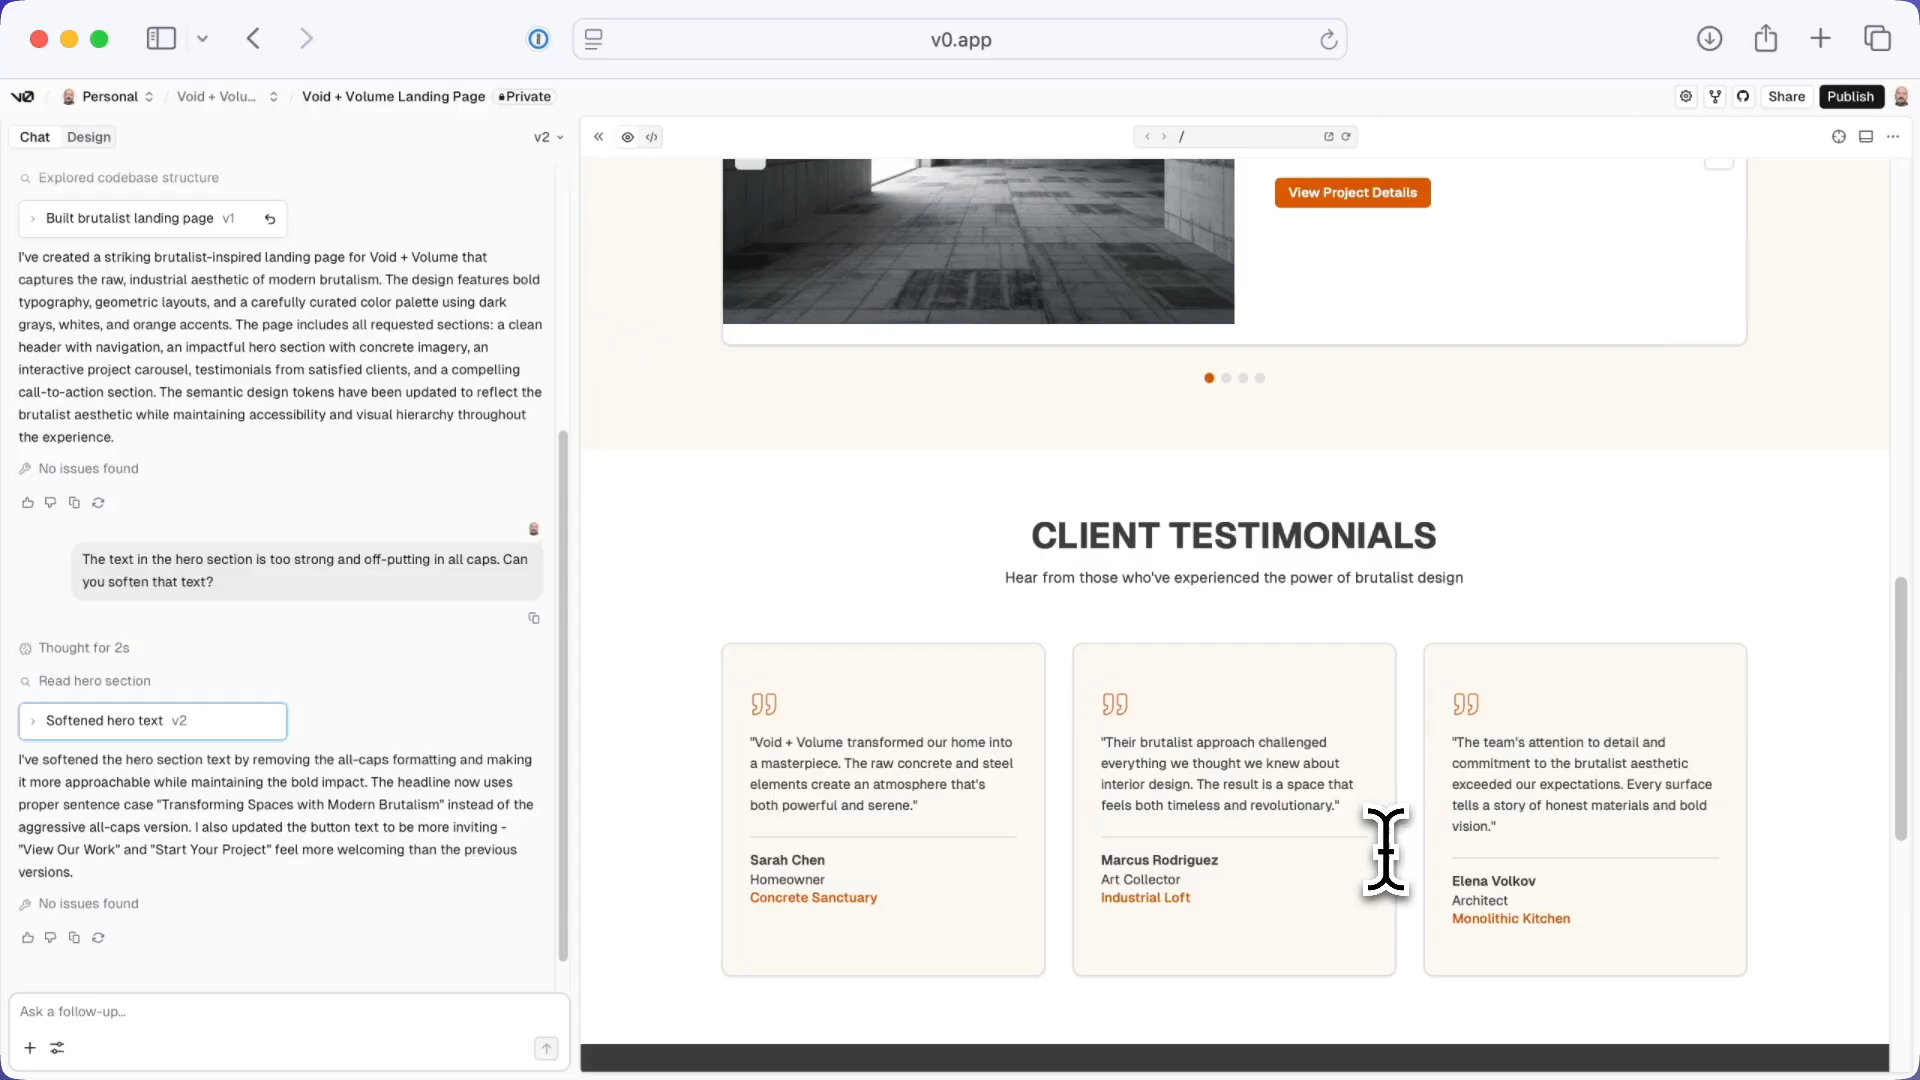 v0.app
v0 / Personal / Void + Volu... / Void + Volume Landing Page Private
Share Publish
Chat Design
v2
/
Explored codebase structure
Built brutalist landing page v1
I've created a striking brutalist-inspired landing page for Void + Volume that
captures the raw, industrial aesthetic of modern brutalism. The design features bold
typography, geometric layouts, and a carefully curated color palette using dark
grays, whites, and orange accents. The page includes all requested sections: a clean
header with navigation, an impactful hero section with concrete imagery, an
interactive project carousel, testimonials from satisfied clients, and a compelling
call-to-action section. The semantic design tokens have been updated to reflect the
brutalist aesthetic while maintaining accessibility and visual hierarchy throughout
the experience.
No issues found
The text in the hero section is too strong and off-putting in all caps. Can
you soften that text?
Thought for 2s
Read hero section
Softened hero text v2
I've softened the hero section text by removing the all-caps formatting and making
it more approachable while maintaining the bold impact. The headline now uses
proper sentence case "Transforming Spaces with Modern Brutalism" instead of the
aggressive all-caps version. I also updated the button text to be more inviting -
"View Our Work" and "Start Your Project" feel more welcoming than the previous
versions.
No issues found
Ask a follow-up...
View Project Details
CLIENT TESTIMONIALS
Hear from those who've experienced the power of brutalist design
"Void + Volume transformed our home into
a masterpiece. The raw concrete and steel
elements create an atmosphere that's
both powerful and serene."
Sarah Chen
Homeowner
Concrete Sanctuary
"Their brutalist approach challenged
everything we thought we knew about
interior design. The result is a space that
feels both timeless and revolutionary."
Marcus Rodriguez
Art Collector
Industrial Loft
"The team's attention to detail and
commitment to the brutalist aesthetic
exceeded our expectations. Every surface
tells a story of honest materials and bold
vision."
Elena Volkov
Architect
Monolithic Kitchen